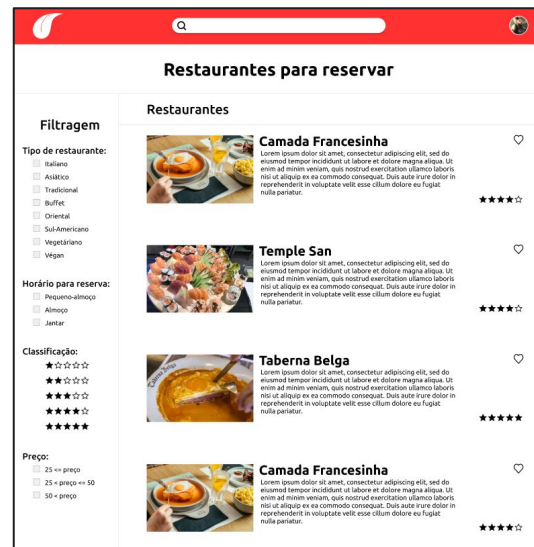 Restaurantes para reservar
Filtragem
Tipo de restaurante:
Italiano
Asiático
Tradicional
Buffet
Oriental
Sul-Americano
Vegetáriano
Végan
Horário para reserva:
Pequeno-almoço
Almoço
Jantar
Classificação:
Preço:
25 <= preço
25 < preço <= 50
50 < preço
Restaurantes
Camada Francesinha
Lorem ipsum dolor sit amet, consectetur adipiscing elit, sed do
eiusmod tempor incididunt ut labore et dolore magna aliqua. Ut
enim ad minim veniam, quis nostrud exercitation ullamco laboris
nisi ut aliquip ex ea commodo consequat. Duis aute irure dolor in
reprehenderit in voluptate velit esse cillum dolore eu fugiat
nulla pariatur.
Temple San
Lorem ipsum dolor sit amet, consectetur adipiscing elit, sed do
eiusmod tempor incididunt ut labore et dolore magna aliqua. Ut
enim ad minim veniam, quis nostrud exercitation ullamco laboris
nisi ut aliquip ex ea commodo consequat. Duis aute irure dolor in
reprehenderit in voluptate velit esse cillum dolore eu fugiat
nulla pariatur.
Taberna Belga
Lorem ipsum dolor sit amet, consectetur adipiscing elit, sed do
eiusmod tempor incididunt ut labore et dolore magna aliqua. Ut
enim ad minim veniam, quis nostrud exercitation ullamco laboris
nisi ut aliquip ex ea commodo consequat. Duis aute irure dolor in
reprehenderit in voluptate velit esse cillum dolore eu fugiat
nulla pariatur.
Camada Francesinha
Lorem ipsum dolor sit amet, consectetur adipiscing elit, sed do
eiusmod tempor incididunt ut labore et dolore magna aliqua. Ut
enim ad minim veniam, quis nostrud exercitation ullamco laboris
nisi ut aliquip ex ea commodo consequat. Duis aute irure dolor in
reprehenderit in voluptate velit esse cillum dolore eu fugiat
nulla pariatur.